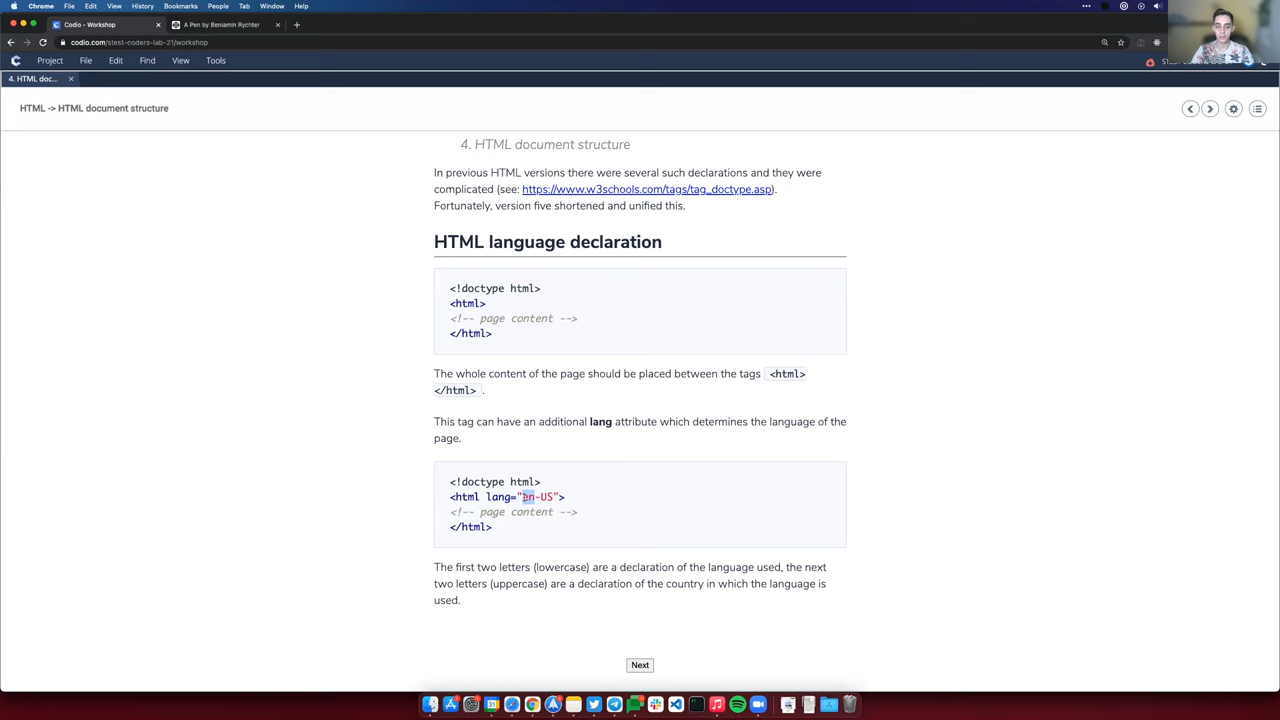 Chrome File Edit View History Bookmarks People Tab Window Help
Codio - Workshop
A Pen by Beniamin Rychter
codio.com/stest-coders-lab-21/workshop
Project File Edit Find View Tools
4. HTML doc...
HTML -> HTML document structure
4. HTML document structure
In previous HTML versions there were several such declarations and they were
complicated (see: https://www.w3schools.com/tags/tag_doctype.asp).
Fortunately, version five shortened and unified this.
HTML language declaration
<!doctype html>
<html>
<!-- page content -->
</html>
The whole content of the page should be placed between the tags <html>
</html> .
This tag can have an additional lang attribute which determines the language of the
page.
<!doctype html>
<html lang="en-US">
<!-- page content -->
</html>
The first two letters (lowercase) are a declaration of the language used, the next
two letters (uppercase) are a declaration of the country in which the language is
used.
Next